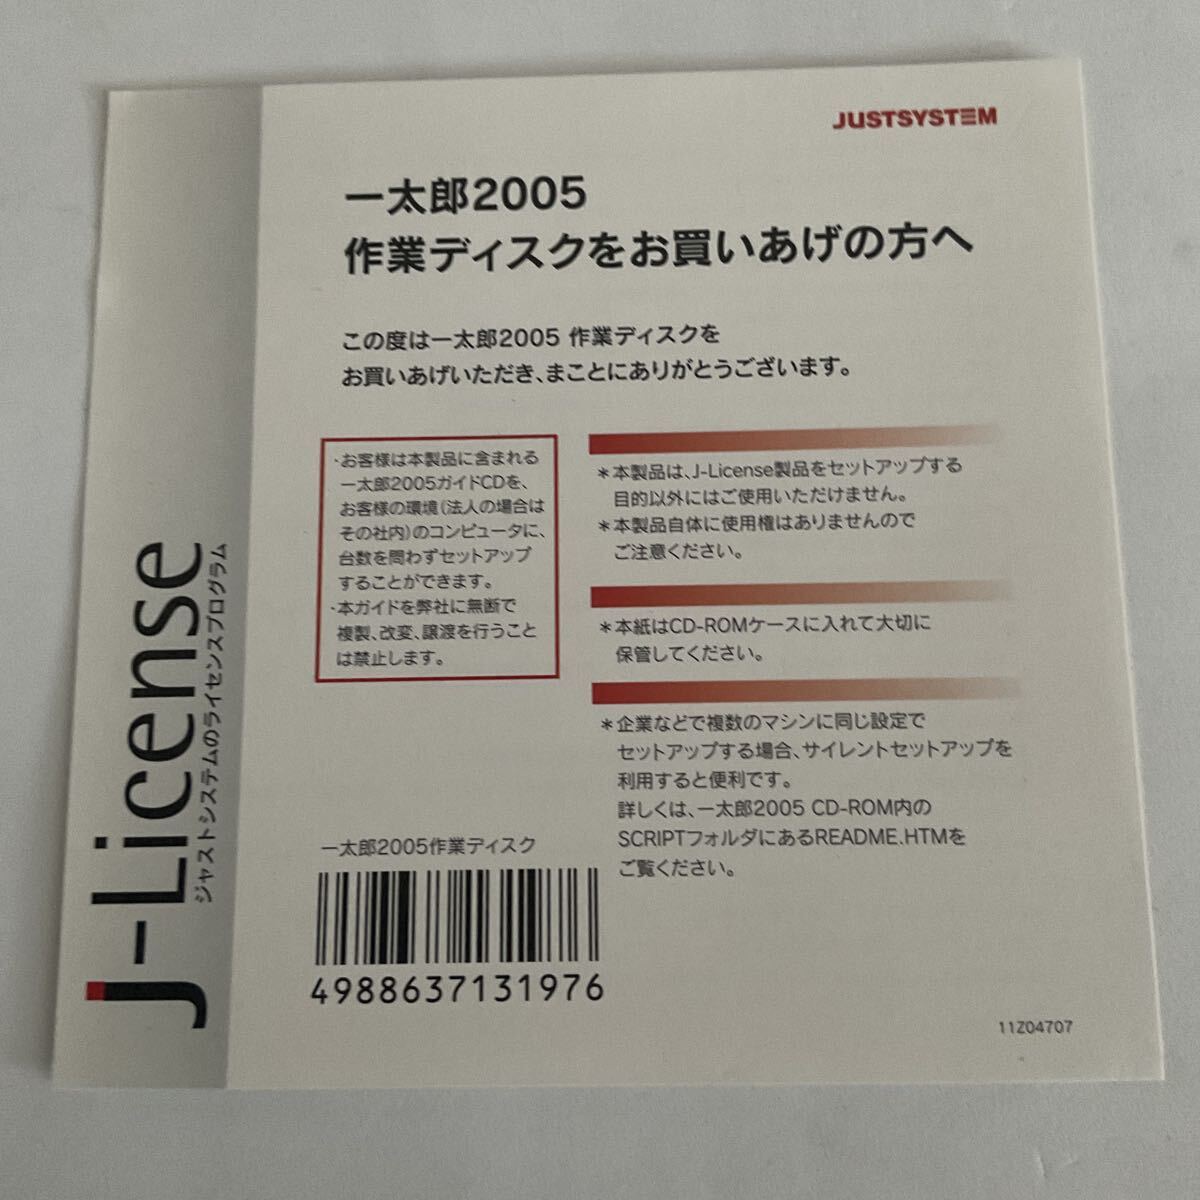 JUSTSYSTEM
一太郎2005
作業ディスクをお買いあげの方へ
この度は一太郎2005 作業ディスクを
お買いあげいただき、まことにありがとうございます。
・お客様は本製品に含まれる
一太郎2005ガイドCDを、
お客様の環境(法人の場合は
その社内)のコンピュータに、
台数を問わずセットアップ
することができます。
・本ガイドを弊社に無断で
複製、改変、譲渡を行うこと
は禁止します。
＊本製品は、J-License製品をセットアップする
目的以外にはご使用いただけません。
＊本製品自体に使用権はありませんので
ご注意ください。
＊本紙はCD-ROMケースに入れて大切に
保管してください。
＊企業などで複数のマシンに同じ設定で
セットアップする場合、サイレントセットアップを
利用すると便利です。
詳しくは、一太郎2005 CD-ROM内の
SCRIPTフォルダにあるREADME.HTMを
ご覧ください。
一太郎2005作業ディスク
4988637131976
11Z04707
J-License
ジャストシステムのライセンスプログラム